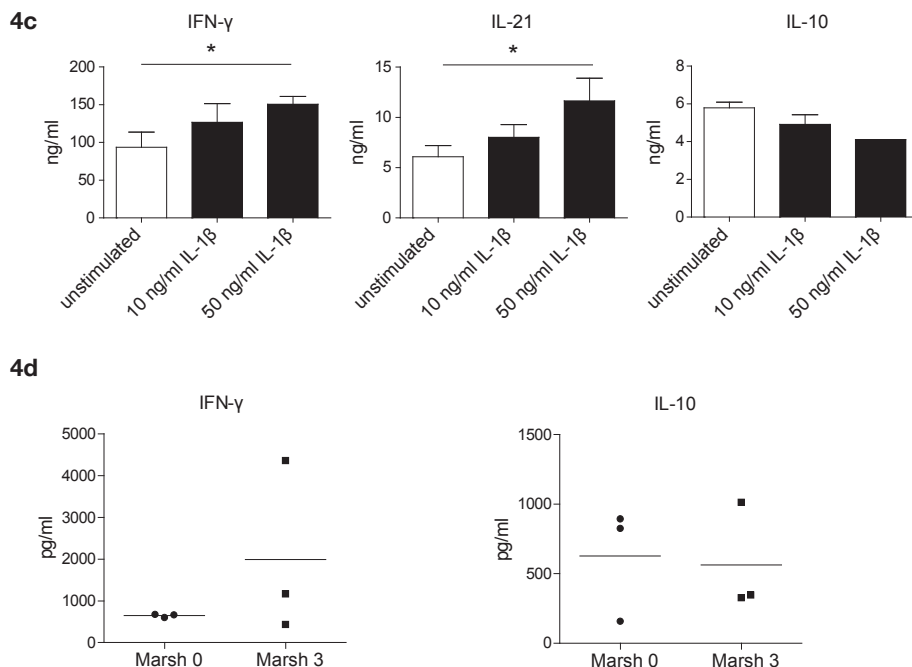 4c
IFN-γ
*
ng/ml
200
150
100
50
0
unstimulated
10 ng/ml IL-1β
50 ng/ml IL-1β
IL-21
*
ng/ml
15
10
5
0
unstimulated
10 ng/ml IL-1β
50 ng/ml IL-1β
IL-10
ng/ml
8
6
4
2
0
unstimulated
10 ng/ml IL-1β
50 ng/ml IL-1β
4d
IFN-γ
pg/ml
5000
4000
3000
2000
1000
0
Marsh 0
Marsh 3
IL-10
pg/ml
1500
1000
500
0
Marsh 0
Marsh 3